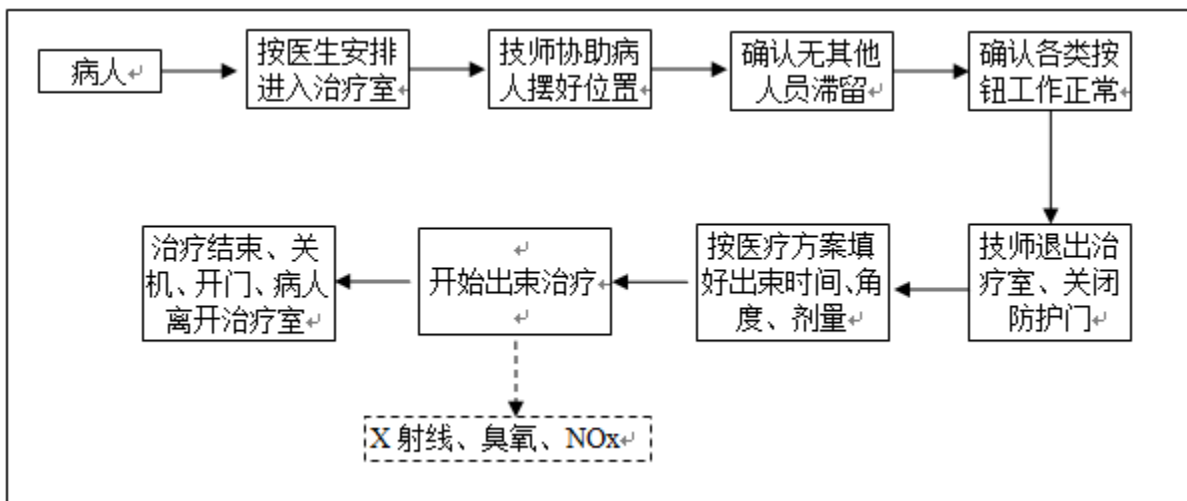 病人
按医生安排
进入治疗室
技师协助病
人摆好位置
确认无其他
人员滞留
确认各类按
钮工作正常
技师退出治
疗室、关闭
防护门
按医疗方案填
好出束时间、角
度、剂量
开始出束治疗
治疗结束、关
机、开门、病人
离开治疗室
X 射线、臭氧、NOx